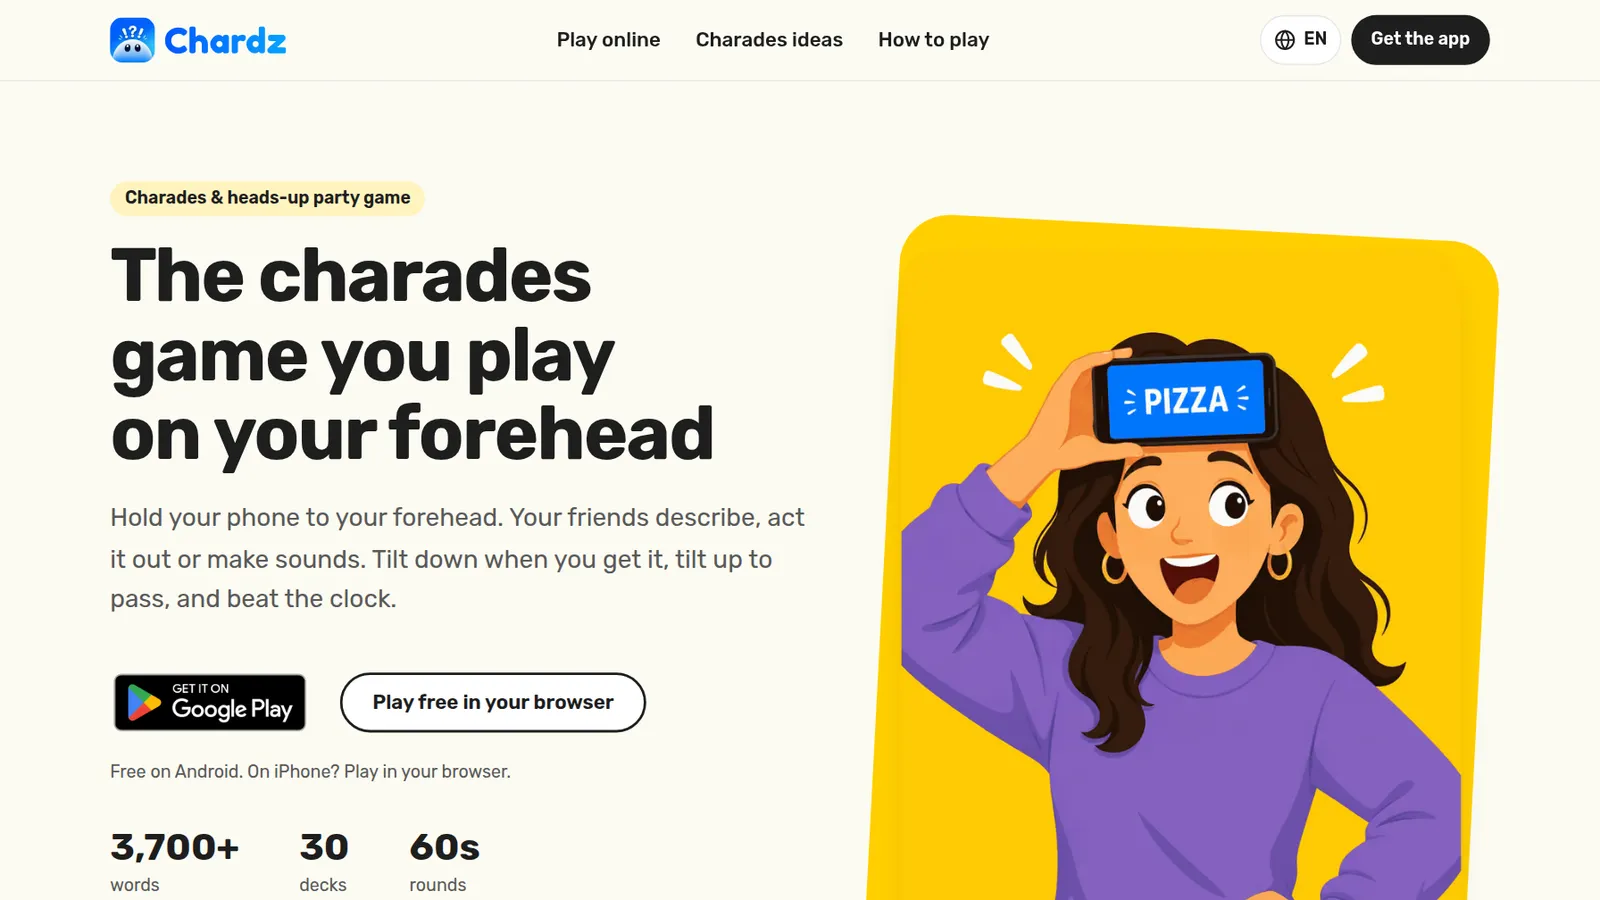 !?!
Chardz
Play online
Charades ideas
How to play
EN
Get the app
Charades & heads-up party game
The charades
game you play
on your forehead
Hold your phone to your forehead. Your friends describe, act
it out or make sounds. Tilt down when you get it, tilt up to
pass, and beat the clock.
GET IT ON
Google Play
Play free in your browser
Free on Android. On iPhone? Play in your browser.
3,700+
words
30
decks
60s
rounds
PIZZA